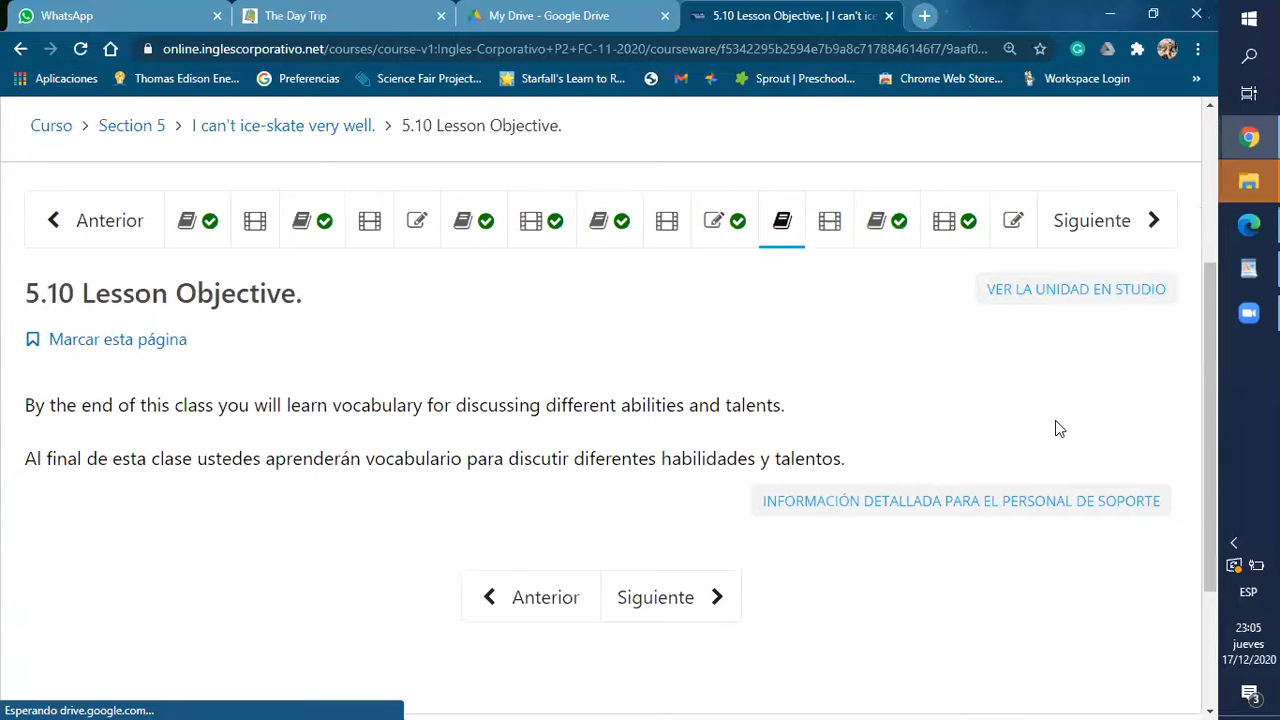 WhatsApp
The Day Trip
My Drive - Google Drive
5.10 Lesson Objective. | I can't ice
online.inglescorporativo.net/courses/course-v1:Ingles-Corporativo+P2+FC-11-2020/courseware/f5342295b2594e7b9a8c7178846146f7/9aaf0...
Aplicaciones
Thomas Edison Ene...
Preferencias
Science Fair Project...
Starfall's Learn to R...
Sprout | Preschool...
Chrome Web Store...
Workspace Login
»
Curso > Section 5 > I can't ice-skate very well. > 5.10 Lesson Objective.
Anterior
Siguiente
5.10 Lesson Objective.
VER LA UNIDAD EN STUDIO
Marcar esta página
By the end of this class you will learn vocabulary for discussing different abilities and talents.
Al final de esta clase ustedes aprenderán vocabulario para discutir diferentes habilidades y talentos.
INFORMACIÓN DETALLADA PARA EL PERSONAL DE SOPORTE
Anterior
Siguiente
Esperando drive.google.com...
ESP
23:05
jueves
17/12/2020
3